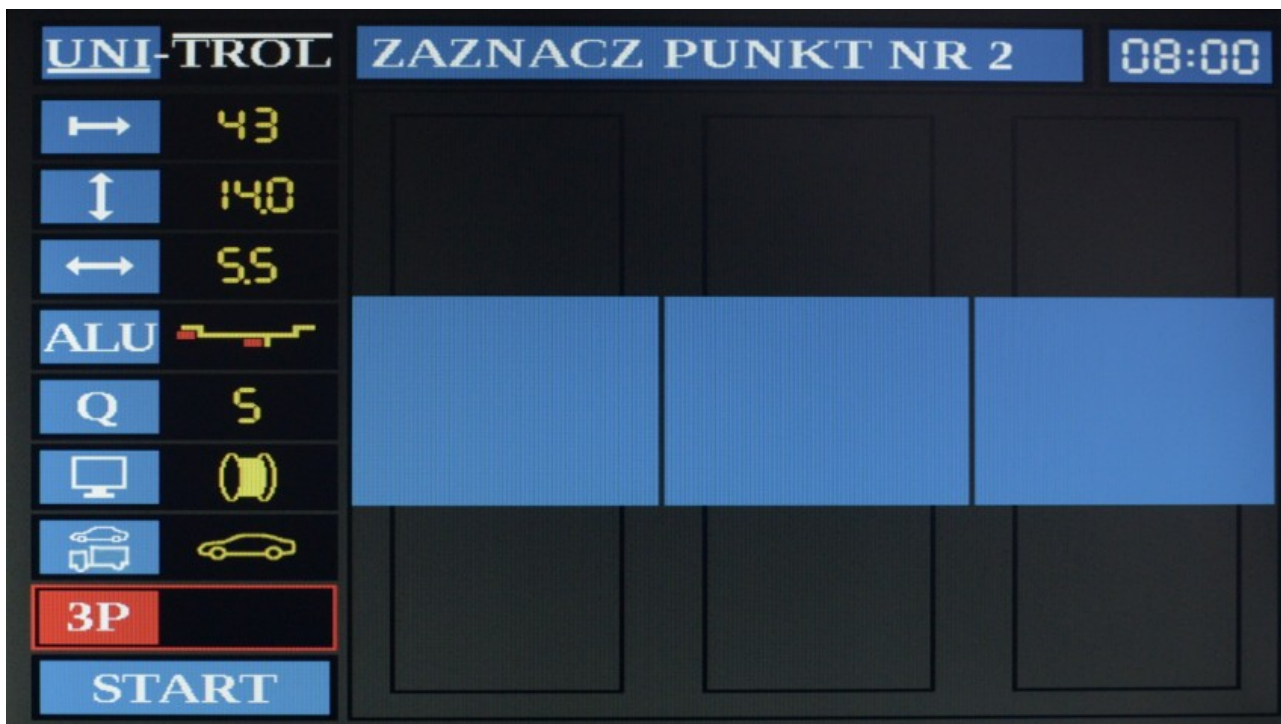 UNI-TROL
ZAZNACZ PUNKT NR 2
08:00
43
14.0
5.5
ALU
Q 5
3P
START